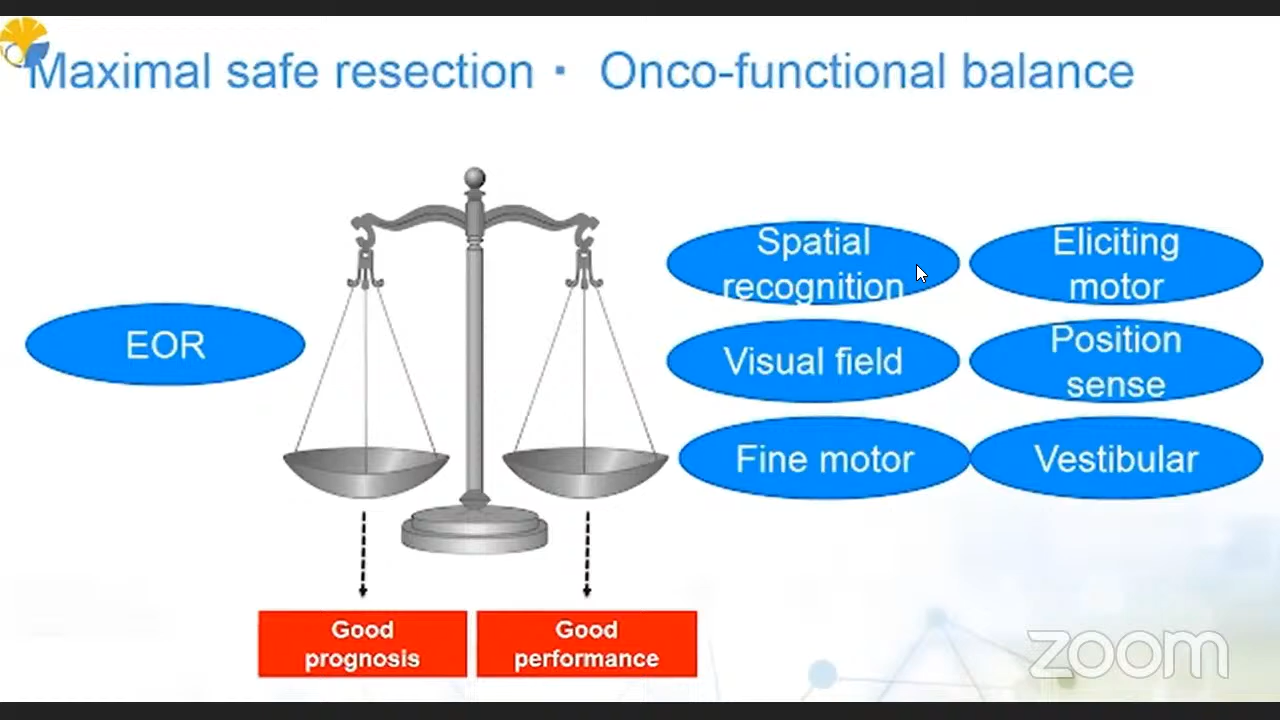 Maximal safe resection・ Onco-functional balance
EOR
Spatial
recognition
Eliciting
motor
Visual field
Position
sense
Fine motor
Vestibular
Good
prognosis
Good
performance
zoom